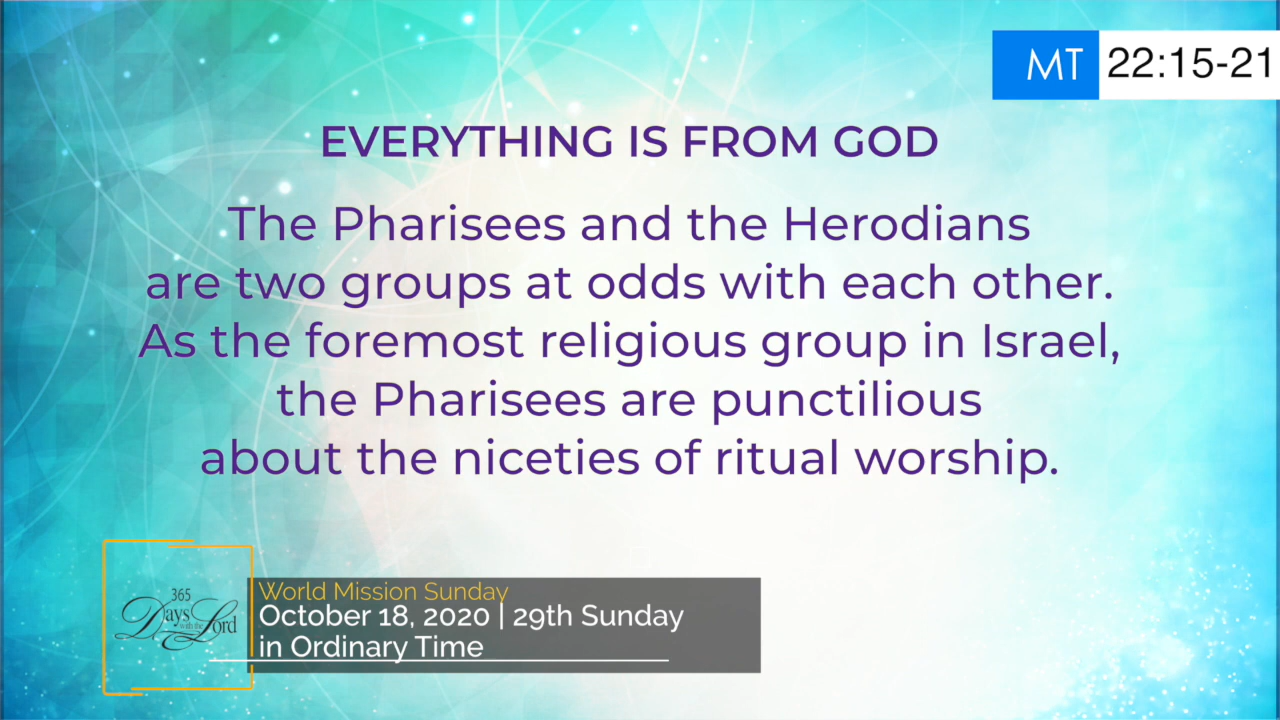 MT 22:15-21
EVERYTHING IS FROM GOD
The Pharisees and the Herodians
are two groups at odds with each other.
As the foremost religious group in Israel,
the Pharisees are punctilious
about the niceties of ritual worship.
365
Days with the Lord
World Mission Sunday
October 18, 2020 | 29th Sunday
in Ordinary Time